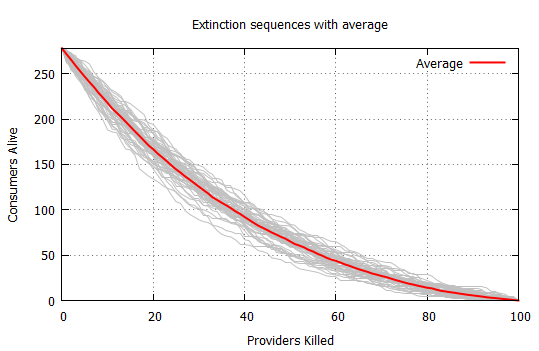 Extinction sequences with average
Average
Consumers Alive
250
200
150
100
50
0
0 20 40 60 80 100
Providers Killed